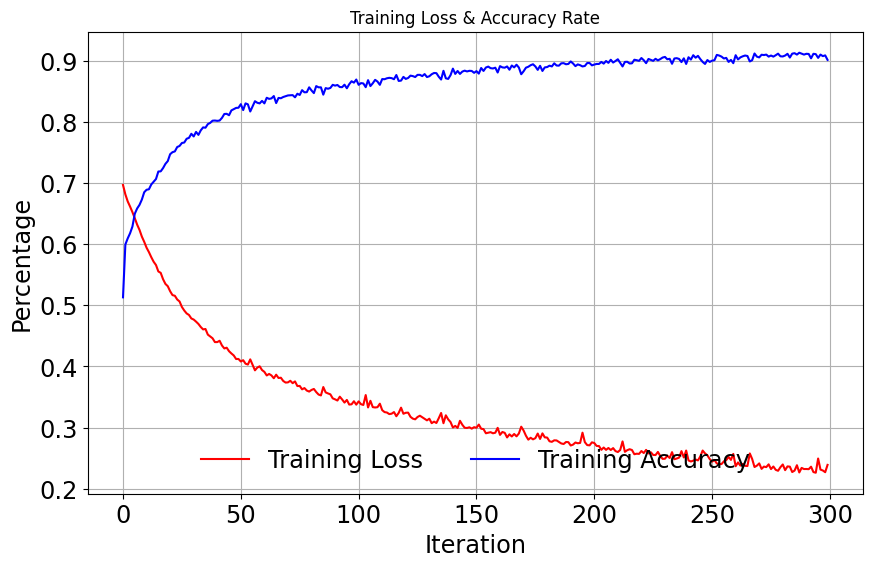 Training Loss & Accuracy Rate
0.9
0.8
0.7
0.6
0.5
0.4
0.3
0.2
Percentage
Training Loss
Training Accuracy
0 50 100 150 200 250 300
Iteration